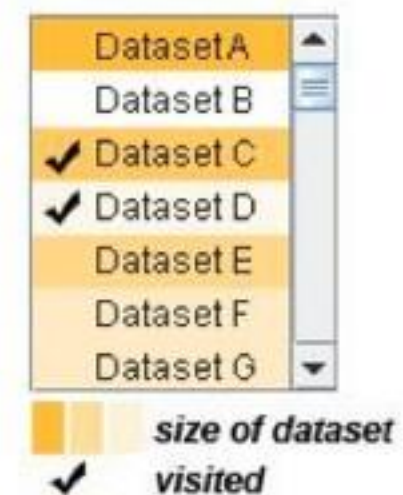 Dataset A
Dataset B
Dataset C
Dataset D
Dataset E
Dataset F
Dataset G
size of dataset
visited